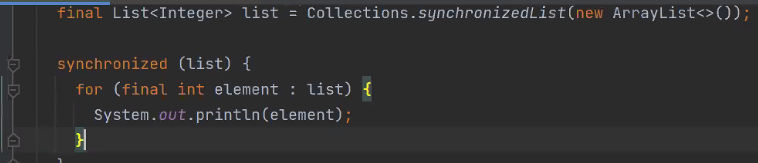 final List<Integer> list = Collections.synchronizedList(new ArrayList<>());
synchronized (list) {
for (final int element : list) {
System.out.println(element);
}
}